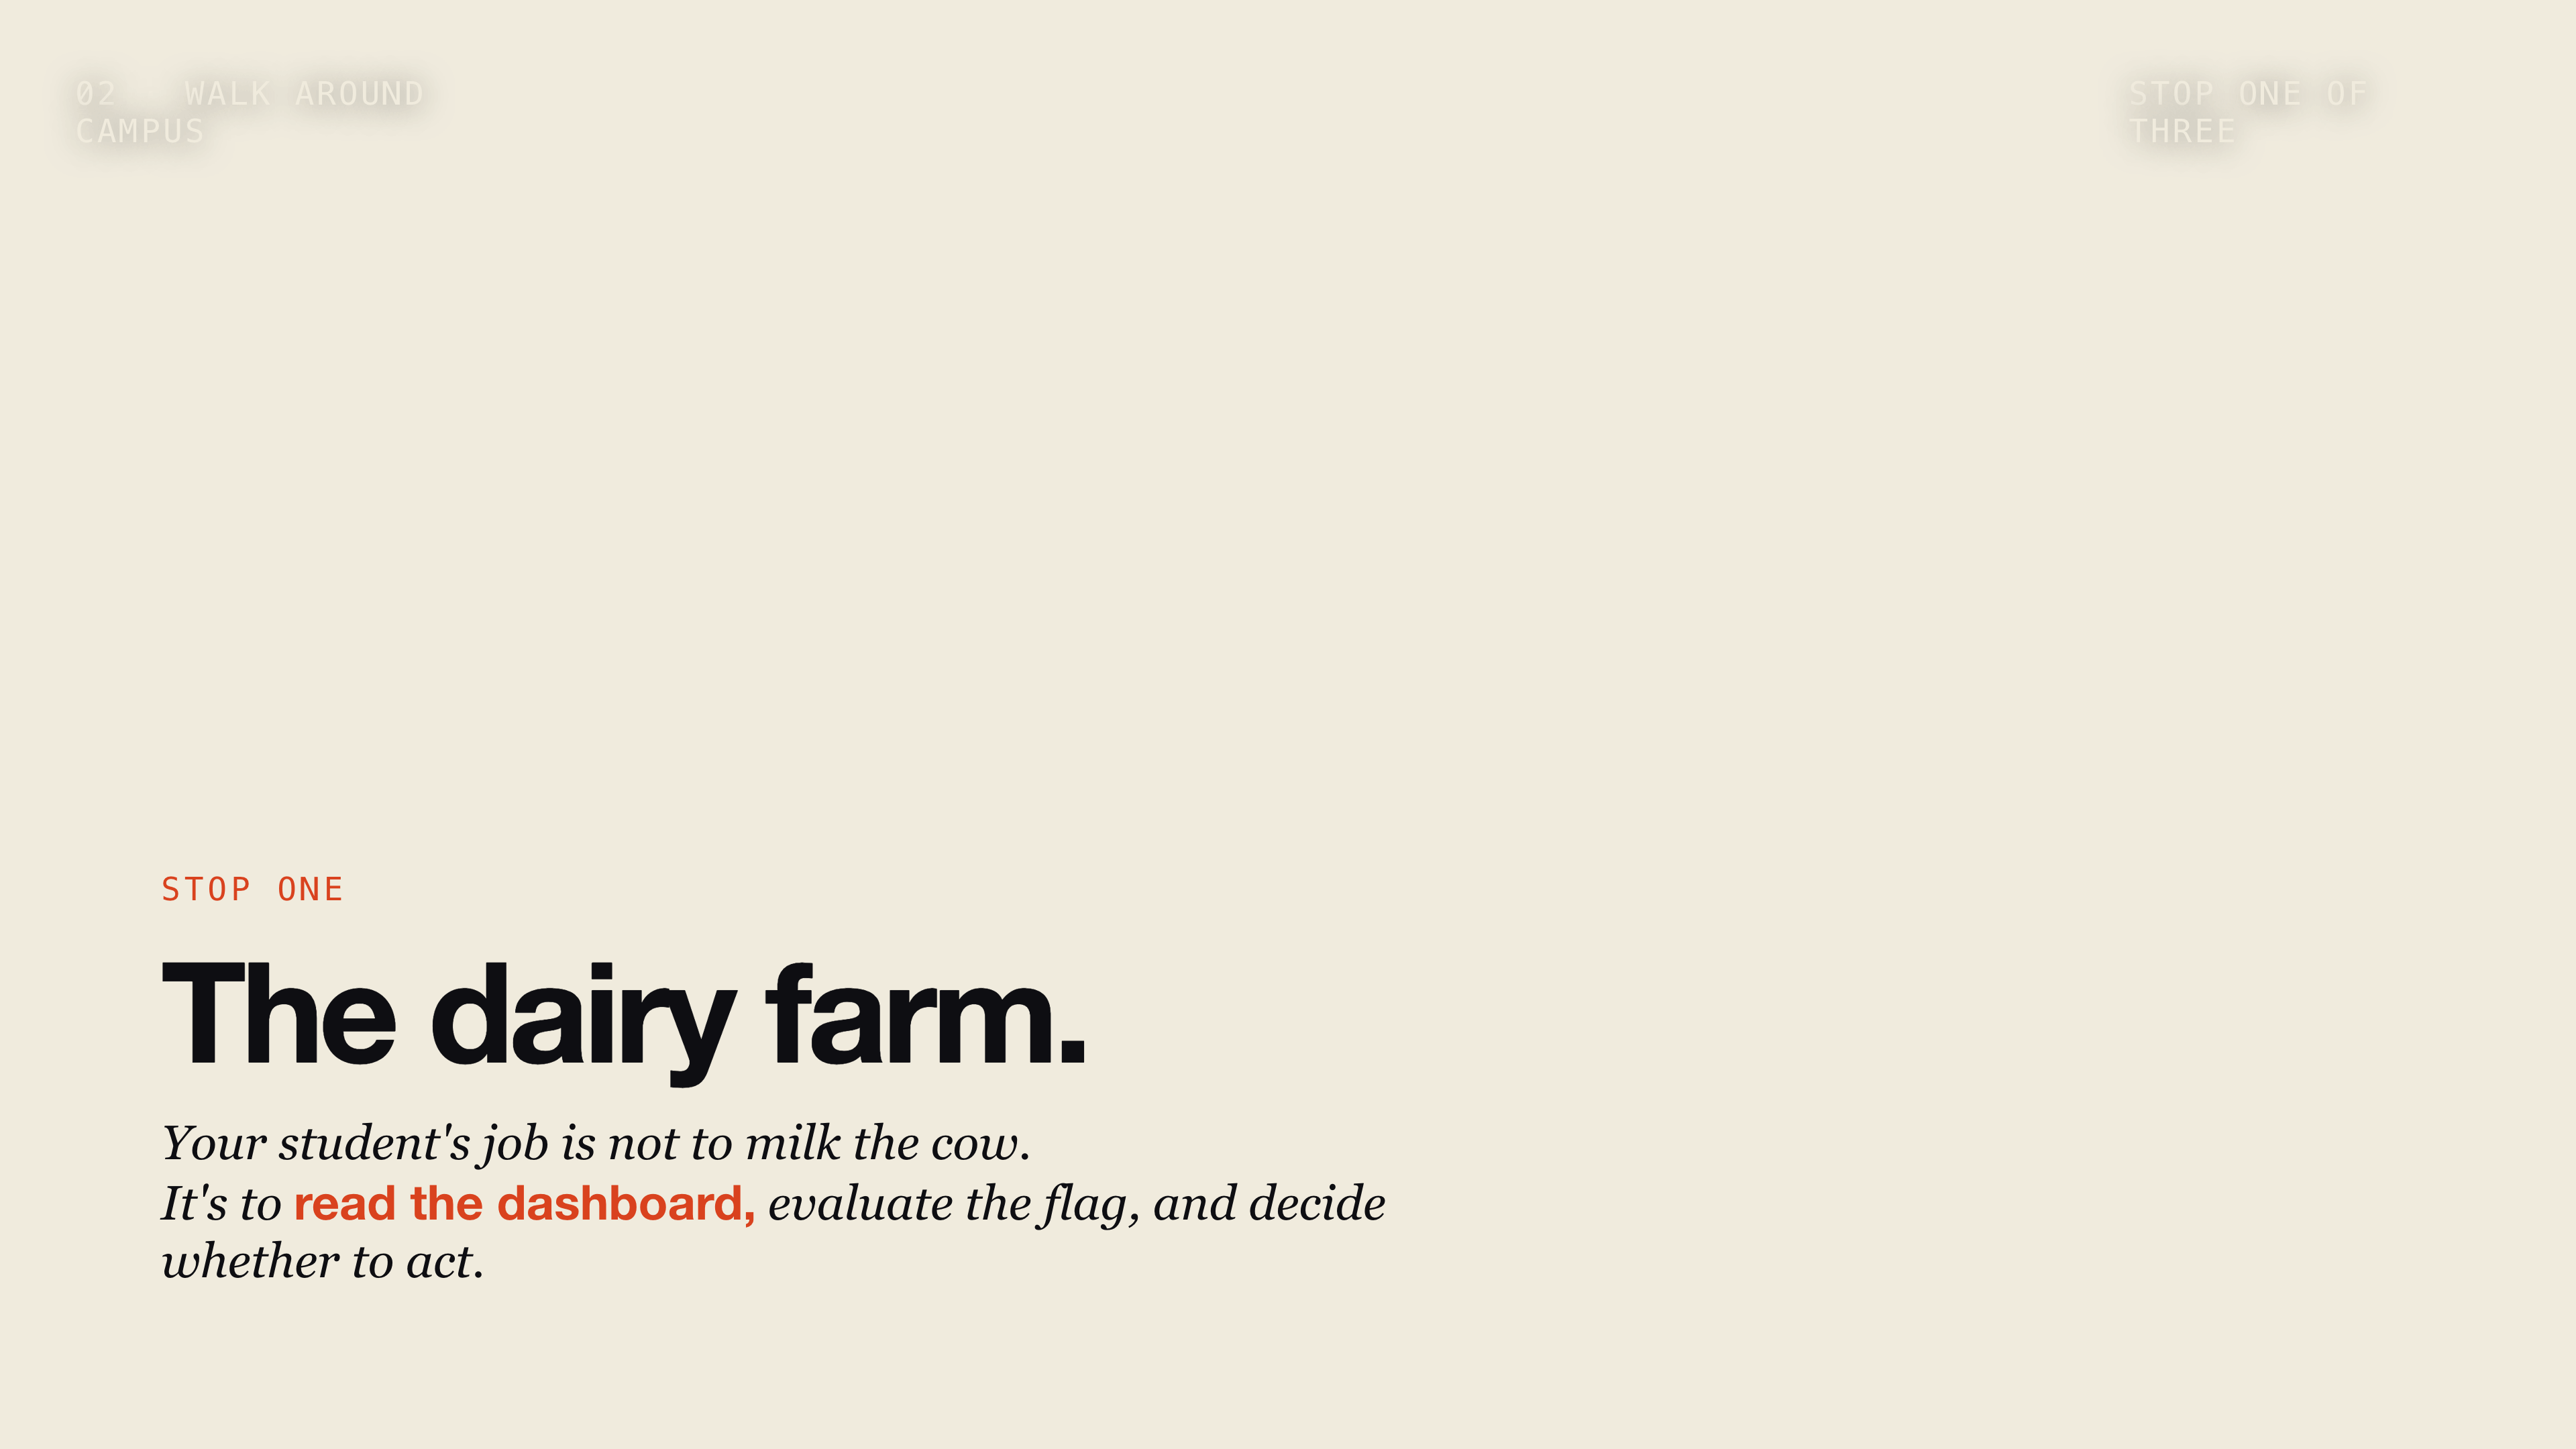 02 WALK AROUND
CAMPUS
STOP ONE OF
THREE
STOP ONE
The dairy farm.
Your student's job is not to milk the cow.
It's to read the dashboard, evaluate the flag, and decide
whether to act.